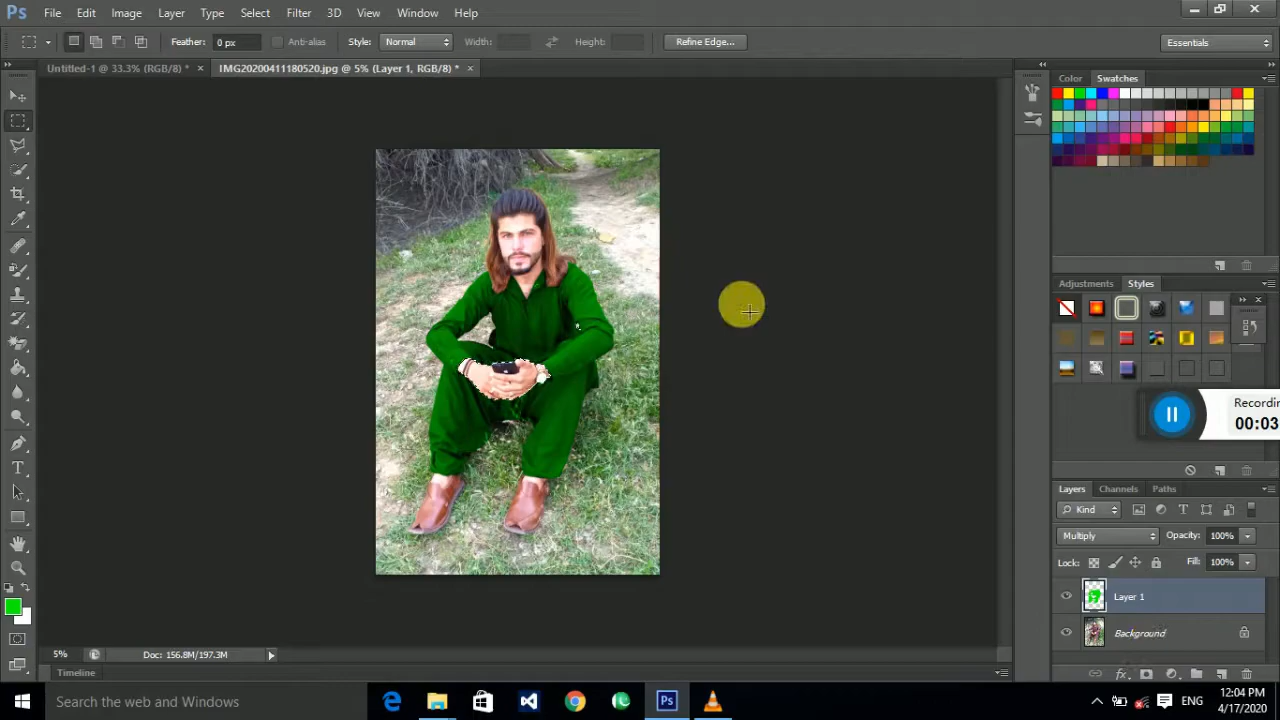 Ps File Edit Image Layer Type Select Filter 3D View Window Help
Feather: 0 px Anti-alias Style: Normal Width: Height: Refine Edge... Essentials
Untitled-1 @ 33.3% (RGB/8) * × IMG20200411180520.jpg @ 5% (Layer 1, RGB/8) * ×
Color Swatches
Adjustments Styles
Recordin
00:03
Layers Channels Paths
Kind
Multiply Opacity: 100%
Lock: Fill: 100%
Layer 1
Background
5% Doc: 156.8M/197.3M
Timeline
Search the web and Windows
Ps
ENG
12:04 PM
4/17/2020